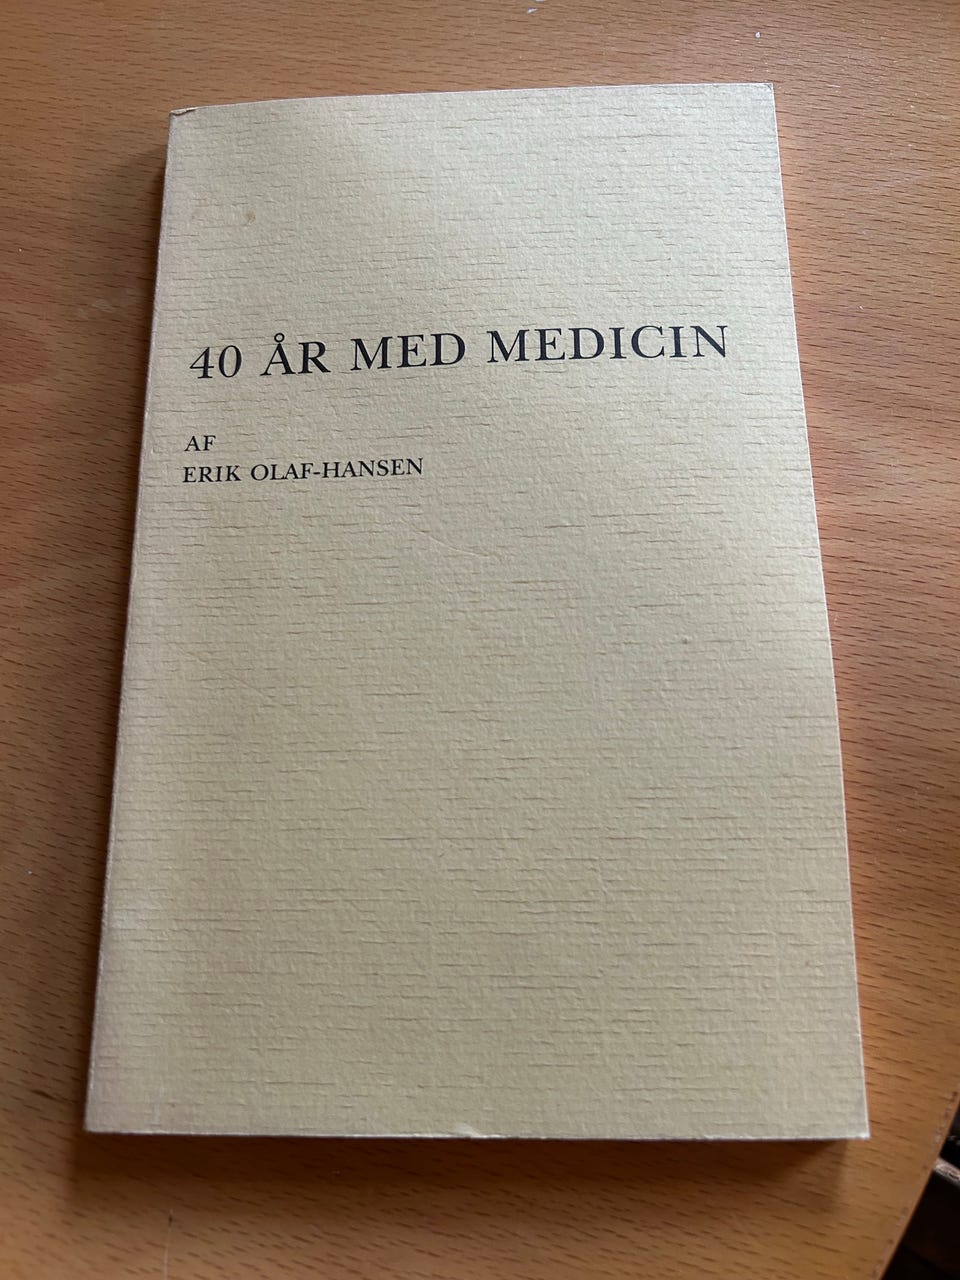 40 ÅR MED MEDICIN
AF
ERIK OLAF-HANSEN